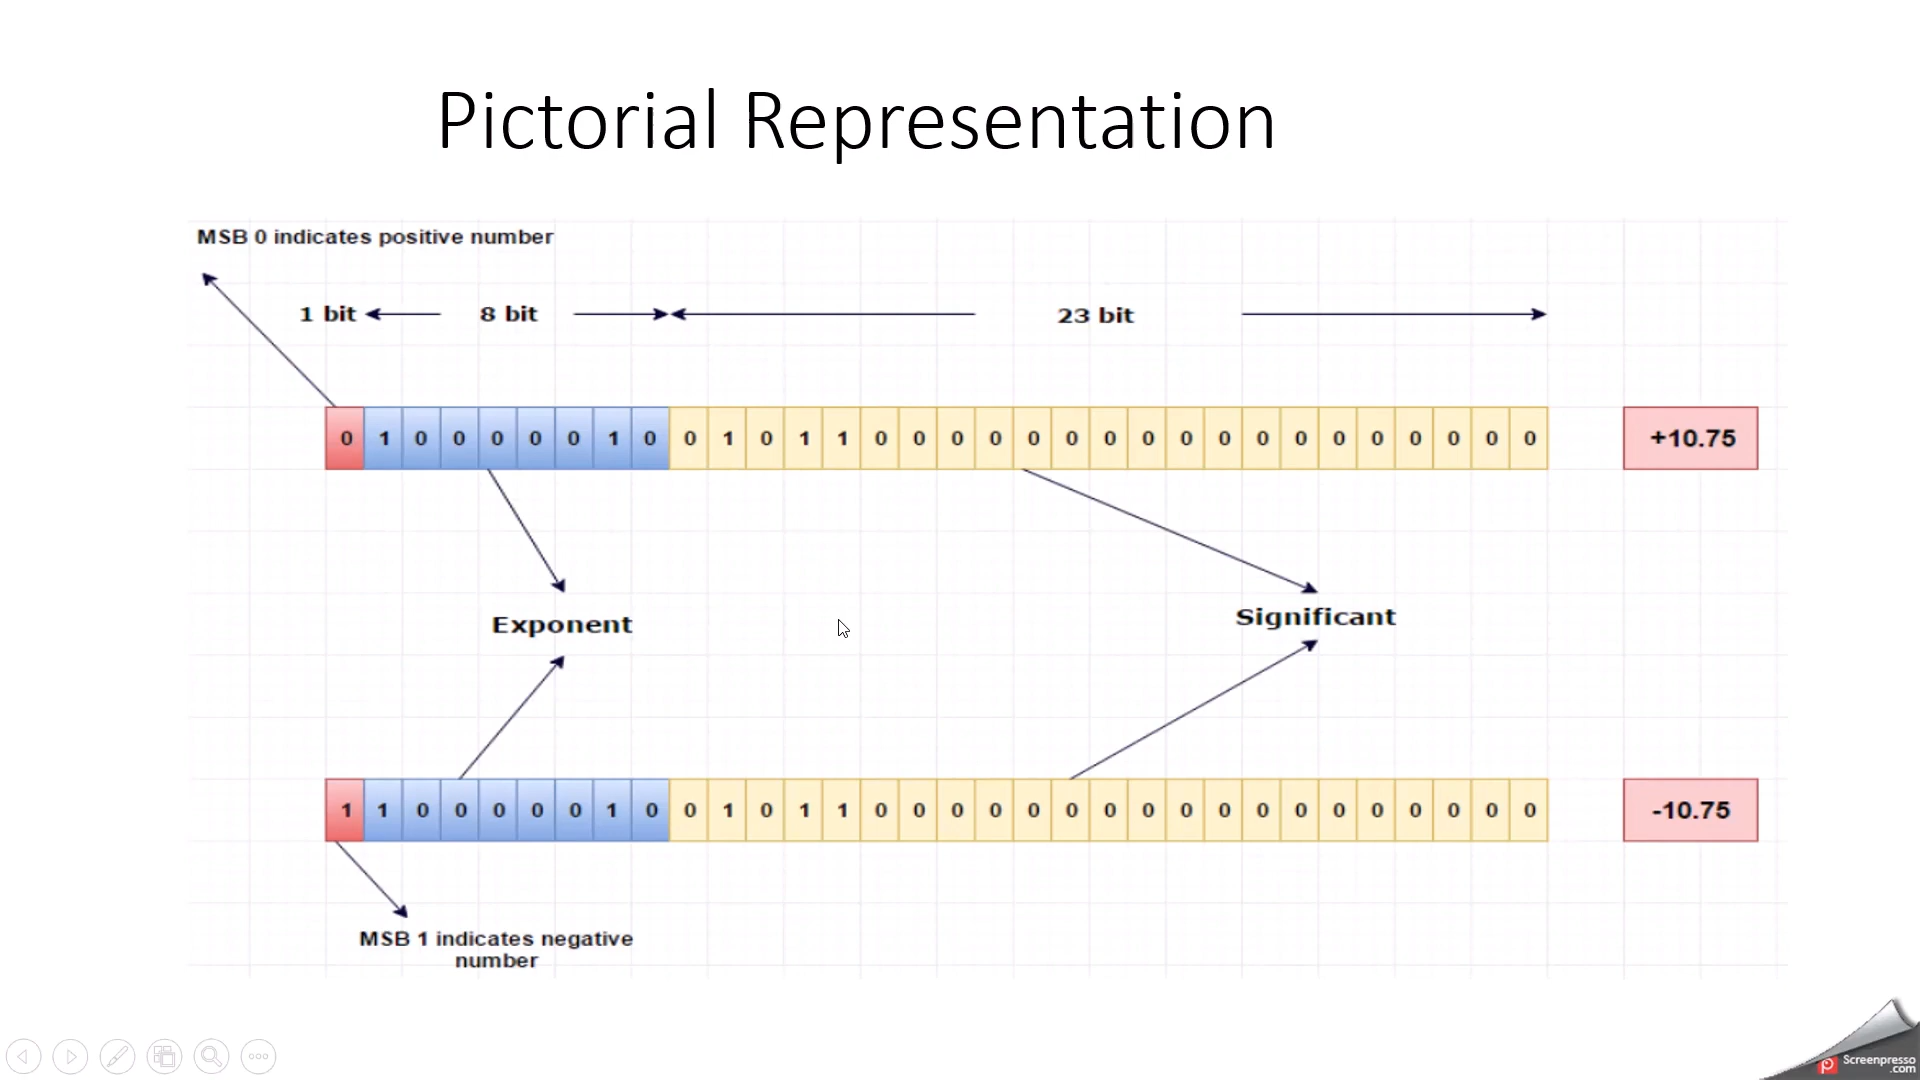 Pictorial Representation
MSB 0 indicates positive number
1 bit 8 bit 23 bit
0 1 0 0 0 0 0 1 0 0 1 0 1 1 0 0 0 0 0 0 0 0 0 0 0 0 0 0 0 0 0 0 +10.75
Exponent Significant
1 1 0 0 0 0 0 1 0 0 1 0 1 1 0 0 0 0 0 0 0 0 0 0 0 0 0 0 0 0 0 0 -10.75
MSB 1 indicates negative
number
Screenpresso
.com